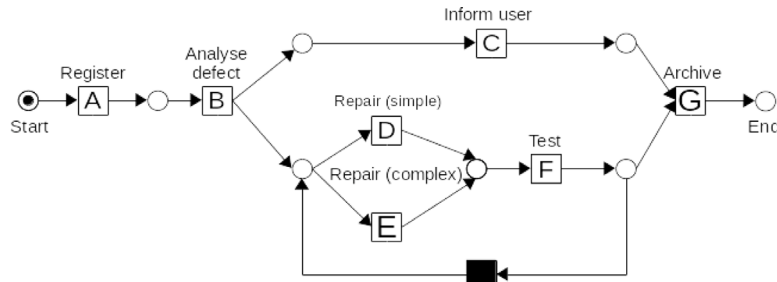 Inform user
C
Analyse
defect
Register
Archive
A
B
G
Start
End
Repair (simple)
D
Test
Repair (complex)
F
E